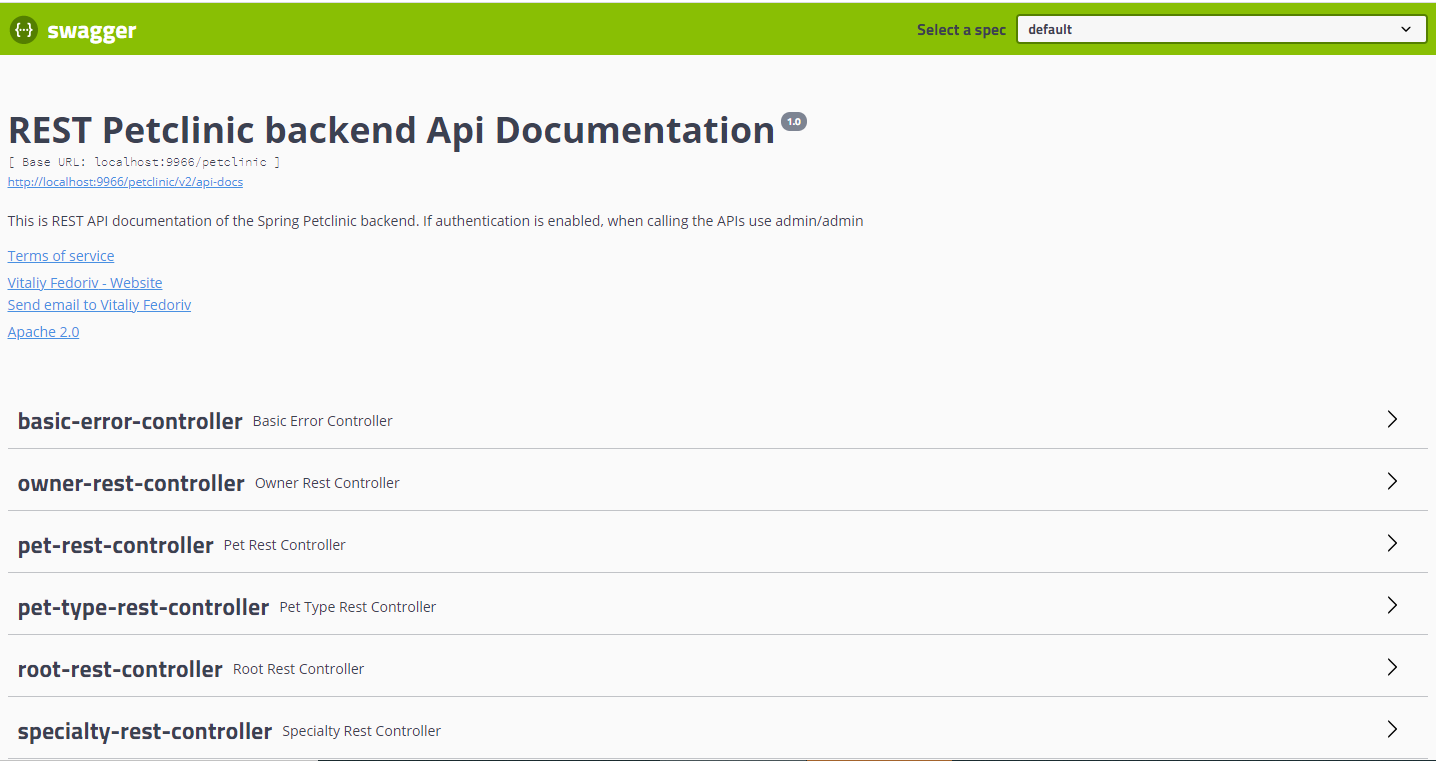 {··} swagger Select a spec default
REST Petclinic backend Api Documentation 1.0
[ Base URL: localhost:9966/petclinic ]
http://localhost:9966/petclinic/v2/api-docs
This is REST API documentation of the Spring Petclinic backend. If authentication is enabled, when calling the APIs use admin/admin
Terms of service
Vitaliy Fedoriv - Website
Send email to Vitaliy Fedoriv
Apache 2.0
basic-error-controller Basic Error Controller
owner-rest-controller Owner Rest Controller
pet-rest-controller Pet Rest Controller
pet-type-rest-controller Pet Type Rest Controller
root-rest-controller Root Rest Controller
specialty-rest-controller Specialty Rest Controller